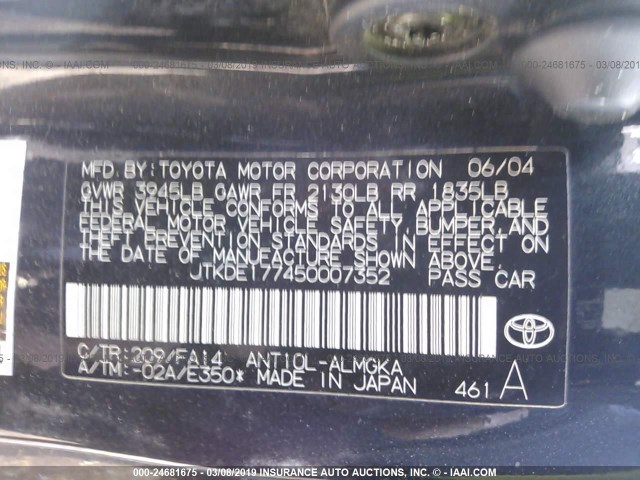 MFD. BY: TOYOTA MOTOR CORPORATION 06/04
GVWR 3945LB GAWR FR 2130LB RR 1835LB
THIS VEHICLE CONFORMS TO ALL APPLICABLE
FEDERAL MOTOR VEHICLE SAFETY, BUMPER, AND
THEFT PREVENTION STANDARDS IN EFFECT ON
THE DATE OF MANUFACTURE SHOWN ABOVE.
JTKDE177450007352 PASS CAR
C/TR: 209/FA14 ANT10L-ALMGKA
A/TM: -02A/E350* MADE IN JAPAN 461 A
000-24681675 - 03/08/2019 INSURANCE AUTO AUCTIONS, INC. - © IAAI.COM